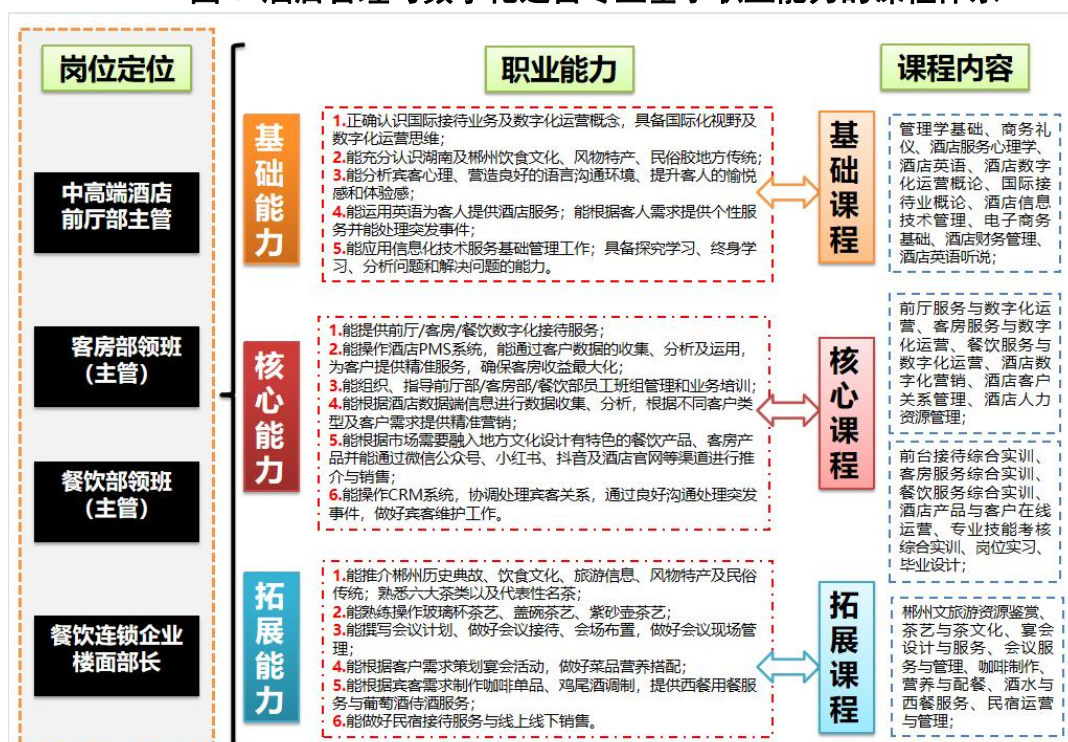 岗位定位
中高端酒店
前厅部主管
客房部领班
(主管)
餐饮部领班
(主管)
餐饮连锁企业
楼面部长
职业能力
基础能力
1.正确认识国际接待业务及数字化运营概念，具备国际化视野及
数字化运营思维；
2.能充分认识湖南及郴州饮食文化、风物特产、民俗胶地方传统；
3.能分析宾客心理、营造良好的语言沟通环境、提升客人的愉悦
感和体验感；
4.能运用英语为客人提供酒店服务；能根据客人需求提供个性服
务并能处理突发事件；
5.能应用信息化技术服务基础管理工作；具备探究学习、终身学
习、分析问题和解决问题的能力。
核心能力
1.能提供前厅/客房/餐饮数字化接待服务；
2.能操作酒店PMS系统，能通过客户数据的收集、分析及运用，
为客户提供精准服务，确保客房收益最大化；
3.能组织、指导前厅部/客房部/餐饮部员工班组管理和业务培训；
4.能根据酒店数据端信息进行数据收集、分析，根据不同客户类
型及客户需求提供精准营销；
5.能根据市场需要融入地方文化设计有特色的餐饮产品、客房产
品并能通过微信公众号、小红书、抖音及酒店官网等渠道进行推
介与销售；
6.能操作CRM系统，协调处理宾客关系，通过良好沟通处理突发
事件，做好宾客维护工作。
拓展能力
1.能推介郴州历史典故、饮食文化、旅游信息、风物特产及民俗
传统；熟悉六大茶类以及代表性名茶；
2.能熟练操作玻璃杯茶艺、盖碗茶艺、紫砂壶茶艺；
3.能撰写会议计划、做好会议接待、会场布置，做好会议现场管
理；
4.能根据客户需求策划宴会活动，做好菜品营养搭配；
5.能根据宾客需求制作咖啡单品、鸡尾酒调制，提供西餐用餐服
务与葡萄酒侍酒服务；
6.能做好民宿接待服务与线上线下销售。
课程内容
基础课程
管理学基础、商务礼
仪、酒店服务心理学、
酒店英语、酒店数字
化运营概论、国际接
待业概论、酒店信息
技术管理、电子商务
基础、酒店财务管理、
酒店英语听说；
核心课程
前厅服务与数字化运
营、客房服务与数字
化运营、餐饮服务与
数字化运营、酒店数
字化营销、酒店客户
关系管理、酒店人力
资源管理；
前台接待综合实训、
客房服务综合实训、
餐饮服务综合实训、
酒店产品与客户在线
运营、专业技能考核
综合实训、岗位实习、
毕业设计；
拓展课程
郴州文旅游资源鉴赏、
茶艺与茶文化、宴会
设计与服务、会议服
务与管理、咖啡制作、
营养与配餐、酒水与
西餐服务、民宿运营
与管理；